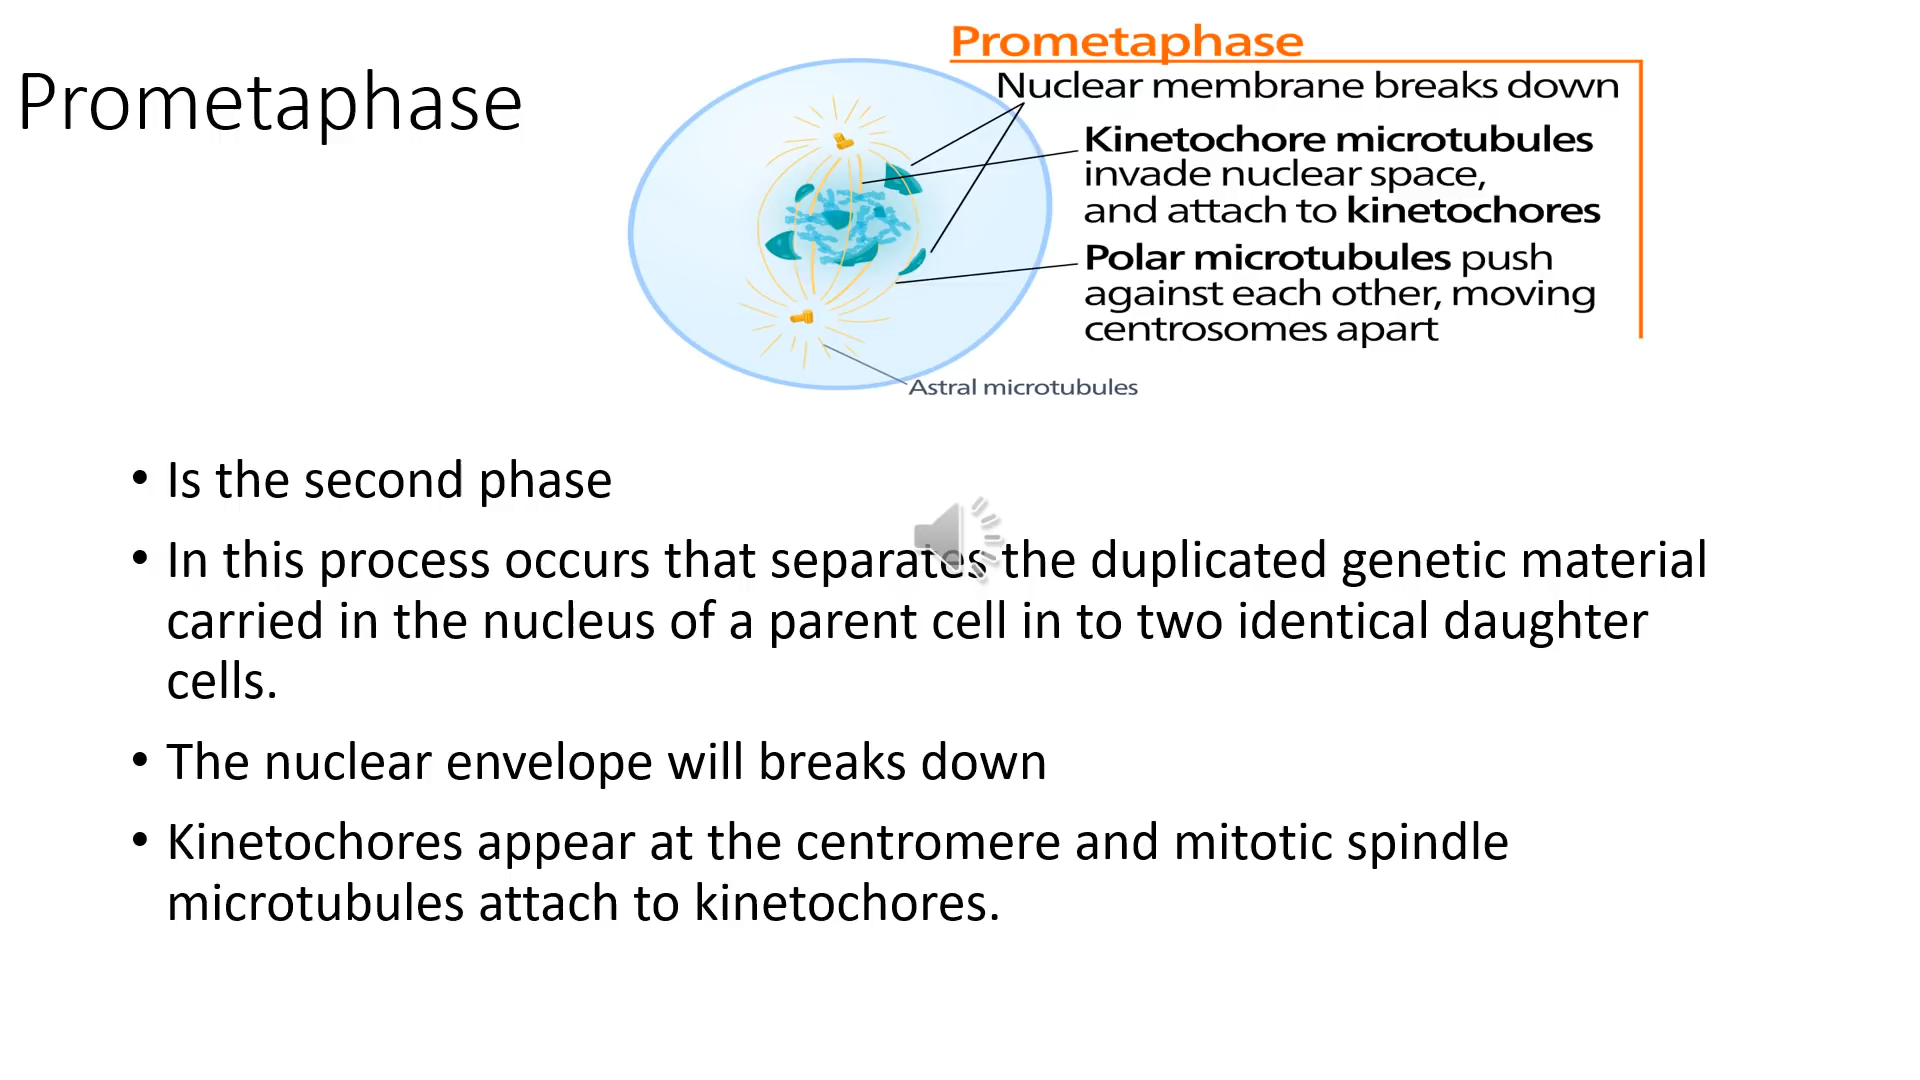 Prometaphase
Prometaphase
Nuclear membrane breaks down
Kinetochore microtubules
invade nuclear space,
and attach to kinetochores
Polar microtubules push
against each other, moving
centrosomes apart
Astral microtubules
• Is the second phase
• In this process occurs that separates the duplicated genetic material
carried in the nucleus of a parent cell in to two identical daughter
cells.
• The nuclear envelope will breaks down
• Kinetochores appear at the centromere and mitotic spindle
microtubules attach to kinetochores.